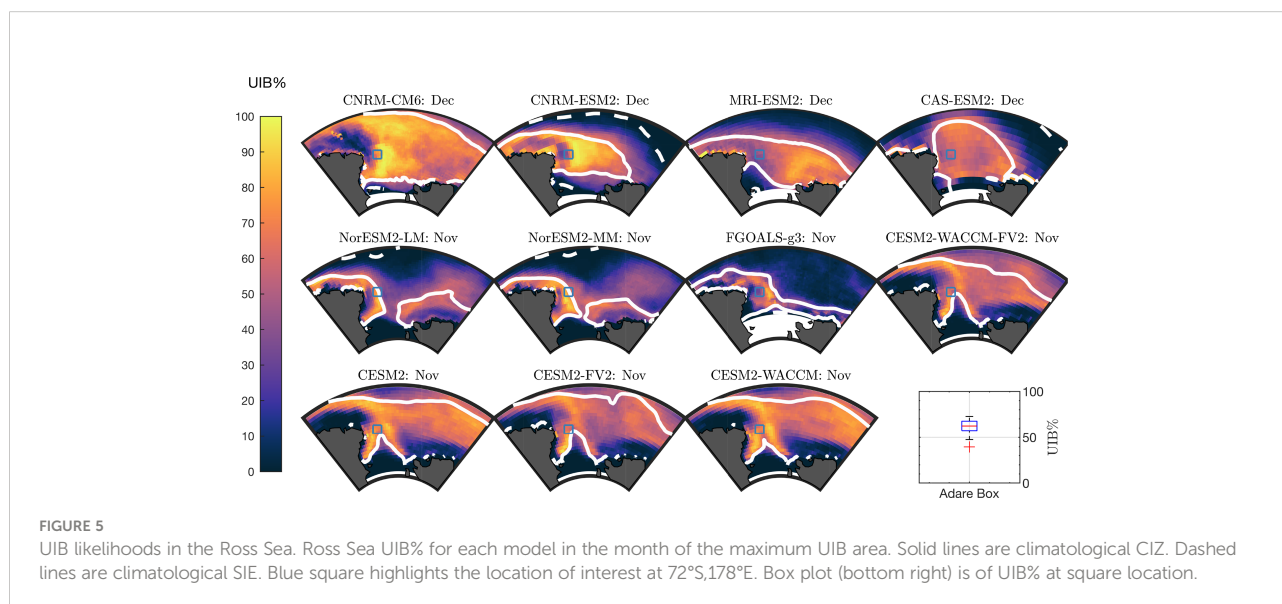 UIB%
100
90
80
70
60
50
40
30
20
10
0
CNRM-CM6: Dec
CNRM-ESM2: Dec
MRI-ESM2: Dec
CAS-ESM2: Dec
NorESM2-LM: Nov
NorESM2-MM: Nov
FGOALS-g3: Nov
CESM2-WACCM-FV2: Nov
CESM2: Nov
CESM2-FV2: Nov
CESM2-WACCM: Nov
100
50
0
UIB%
Adare Box
FIGURE 5
UIB likelihoods in the Ross Sea. Ross Sea UIB% for each model in the month of the maximum UIB area. Solid lines are climatological CIZ. Dashed
lines are climatological SIE. Blue square highlights the location of interest at 72°S,178°E. Box plot (bottom right) is of UIB% at square location.